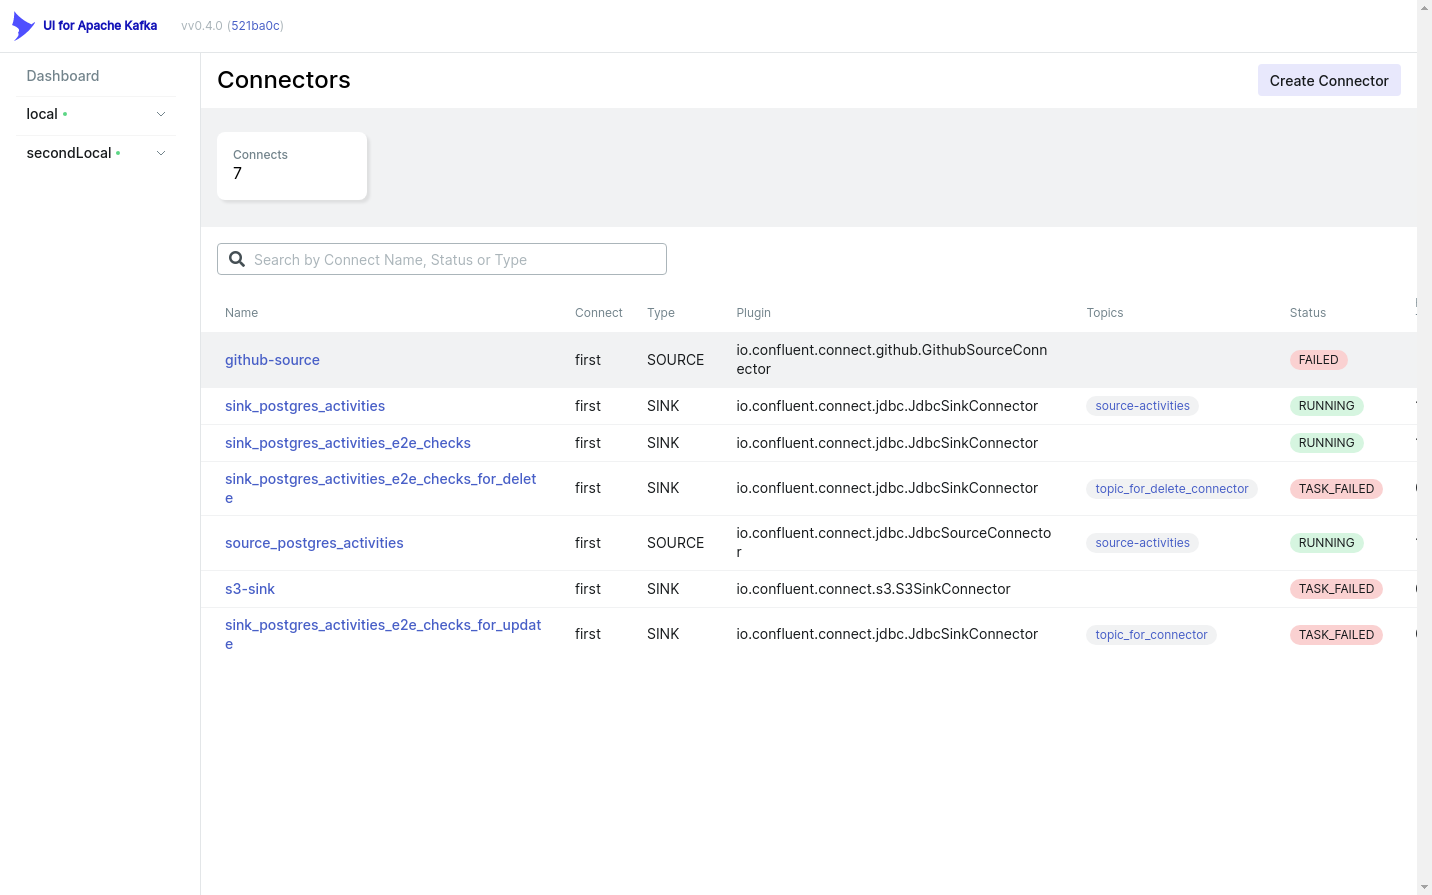 UI for Apache Kafka vv0.4.0 (521ba0c)
Dashboard
local
secondLocal
Connectors
Create Connector
Connects
7
Search by Connect Name, Status or Type
Name Connect Type Plugin Topics Status
github-source first SOURCE io.confluent.connect.github.GithubSourceConn
ector FAILED
sink_postgres_activities first SINK io.confluent.connect.jdbc.JdbcSinkConnector source-activities RUNNING
sink_postgres_activities_e2e_checks first SINK io.confluent.connect.jdbc.JdbcSinkConnector RUNNING
sink_postgres_activities_e2e_checks_for_delet
e first SINK io.confluent.connect.jdbc.JdbcSinkConnector topic_for_delete_connector TASK_FAILED
source_postgres_activities first SOURCE io.confluent.connect.jdbc.JdbcSourceConnecto
r source-activities RUNNING
s3-sink first SINK io.confluent.connect.s3.S3SinkConnector TASK_FAILED
sink_postgres_activities_e2e_checks_for_updat
e first SINK io.confluent.connect.jdbc.JdbcSinkConnector topic_for_connector TASK_FAILED